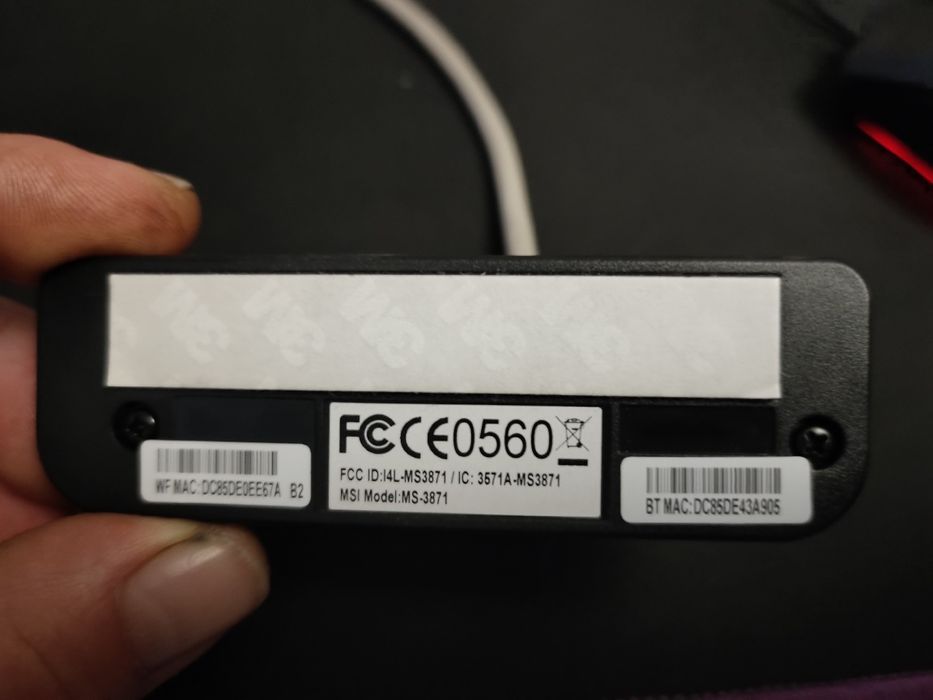 FC CE0560
FCC ID:I4L-MS3871 / IC: 3571A-MS3871
MSI Model:MS-3871
WF MAC:DC85DE0EE67A B2
BT MAC:DC85DE43A905